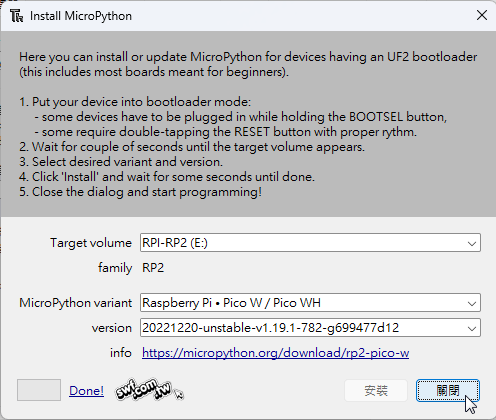 Install MicroPython
Here you can install or update MicroPython for devices having an UF2 bootloader
(this includes most boards meant for beginners).
1. Put your device into bootloader mode:
- some devices have to be plugged in while holding the BOOTSEL button,
- some require double-tapping the RESET button with proper rythm.
2. Wait for couple of seconds until the target volume appears.
3. Select desired variant and version.
4. Click 'Install' and wait for some seconds until done.
5. Close the dialog and start programming!
Target volume RPI-RP2 (E:)
family RP2
MicroPython variant Raspberry Pi • Pico W / Pico WH
version 20221220-unstable-v1.19.1-782-g699477d12
info https://micropython.org/download/rp2-pico-w
Done! swf.com.tw 安裝 關閉